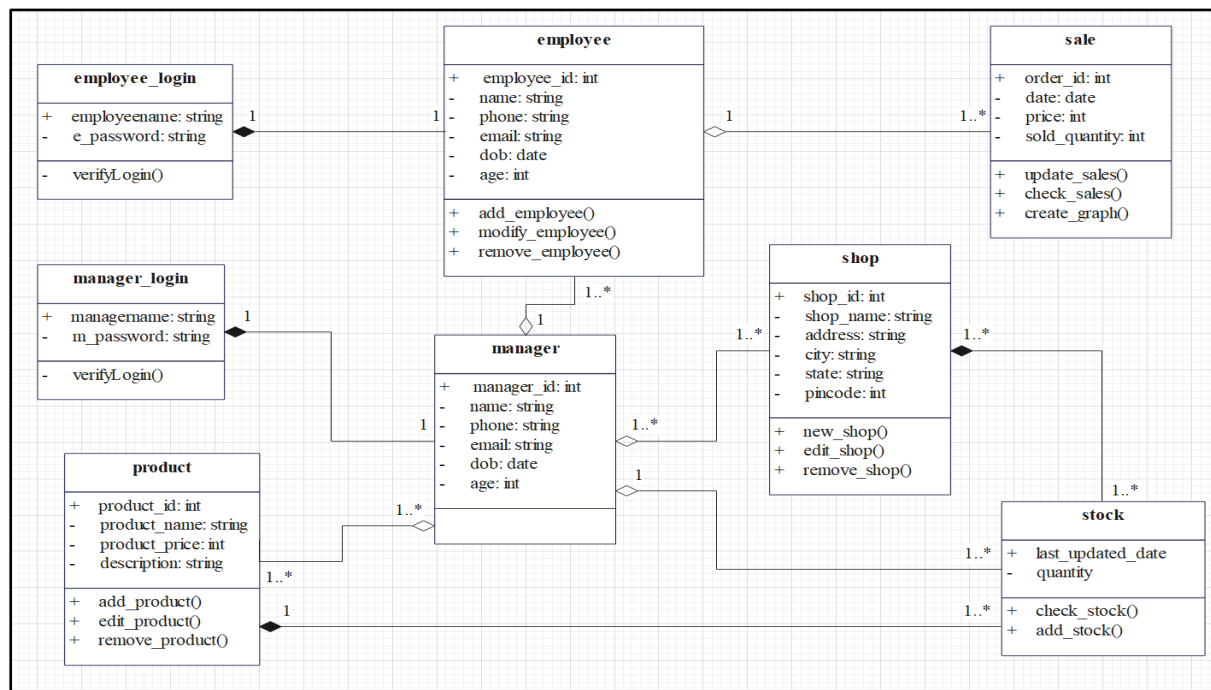 employee_login
+ employeename: string
- e_password: string
- verifyLogin()
1
1
employee
+ employee_id: int
- name: string
- phone: string
- email: string
- dob: date
- age: int
+ add_employee()
+ modify_employee()
+ remove_employee()
1
1..*
sale
+ order_id: int
- date: date
- price: int
- sold_quantity: int
+ update_sales()
+ check_sales()
+ create_graph()
manager_login
+ managername: string
- m_password: string
- verifyLogin()
1
1
1..*
1
manager
+ manager_id: int
- name: string
- phone: string
- email: string
- dob: date
- age: int
1..*
1..*
shop
+ shop_id: int
- shop_name: string
- address: string
- city: string
- state: string
- pincode: int
+ new_shop()
+ edit_shop()
+ remove_shop()
1..*
1..*
1
1..*
product
+ product_id: int
- product_name: string
- product_price: int
- description: string
+ add_product()
+ edit_product()
+ remove_product()
1..*
1..*
1
1..*
stock
+ last_updated_date
- quantity
+ check_stock()
+ add_stock()